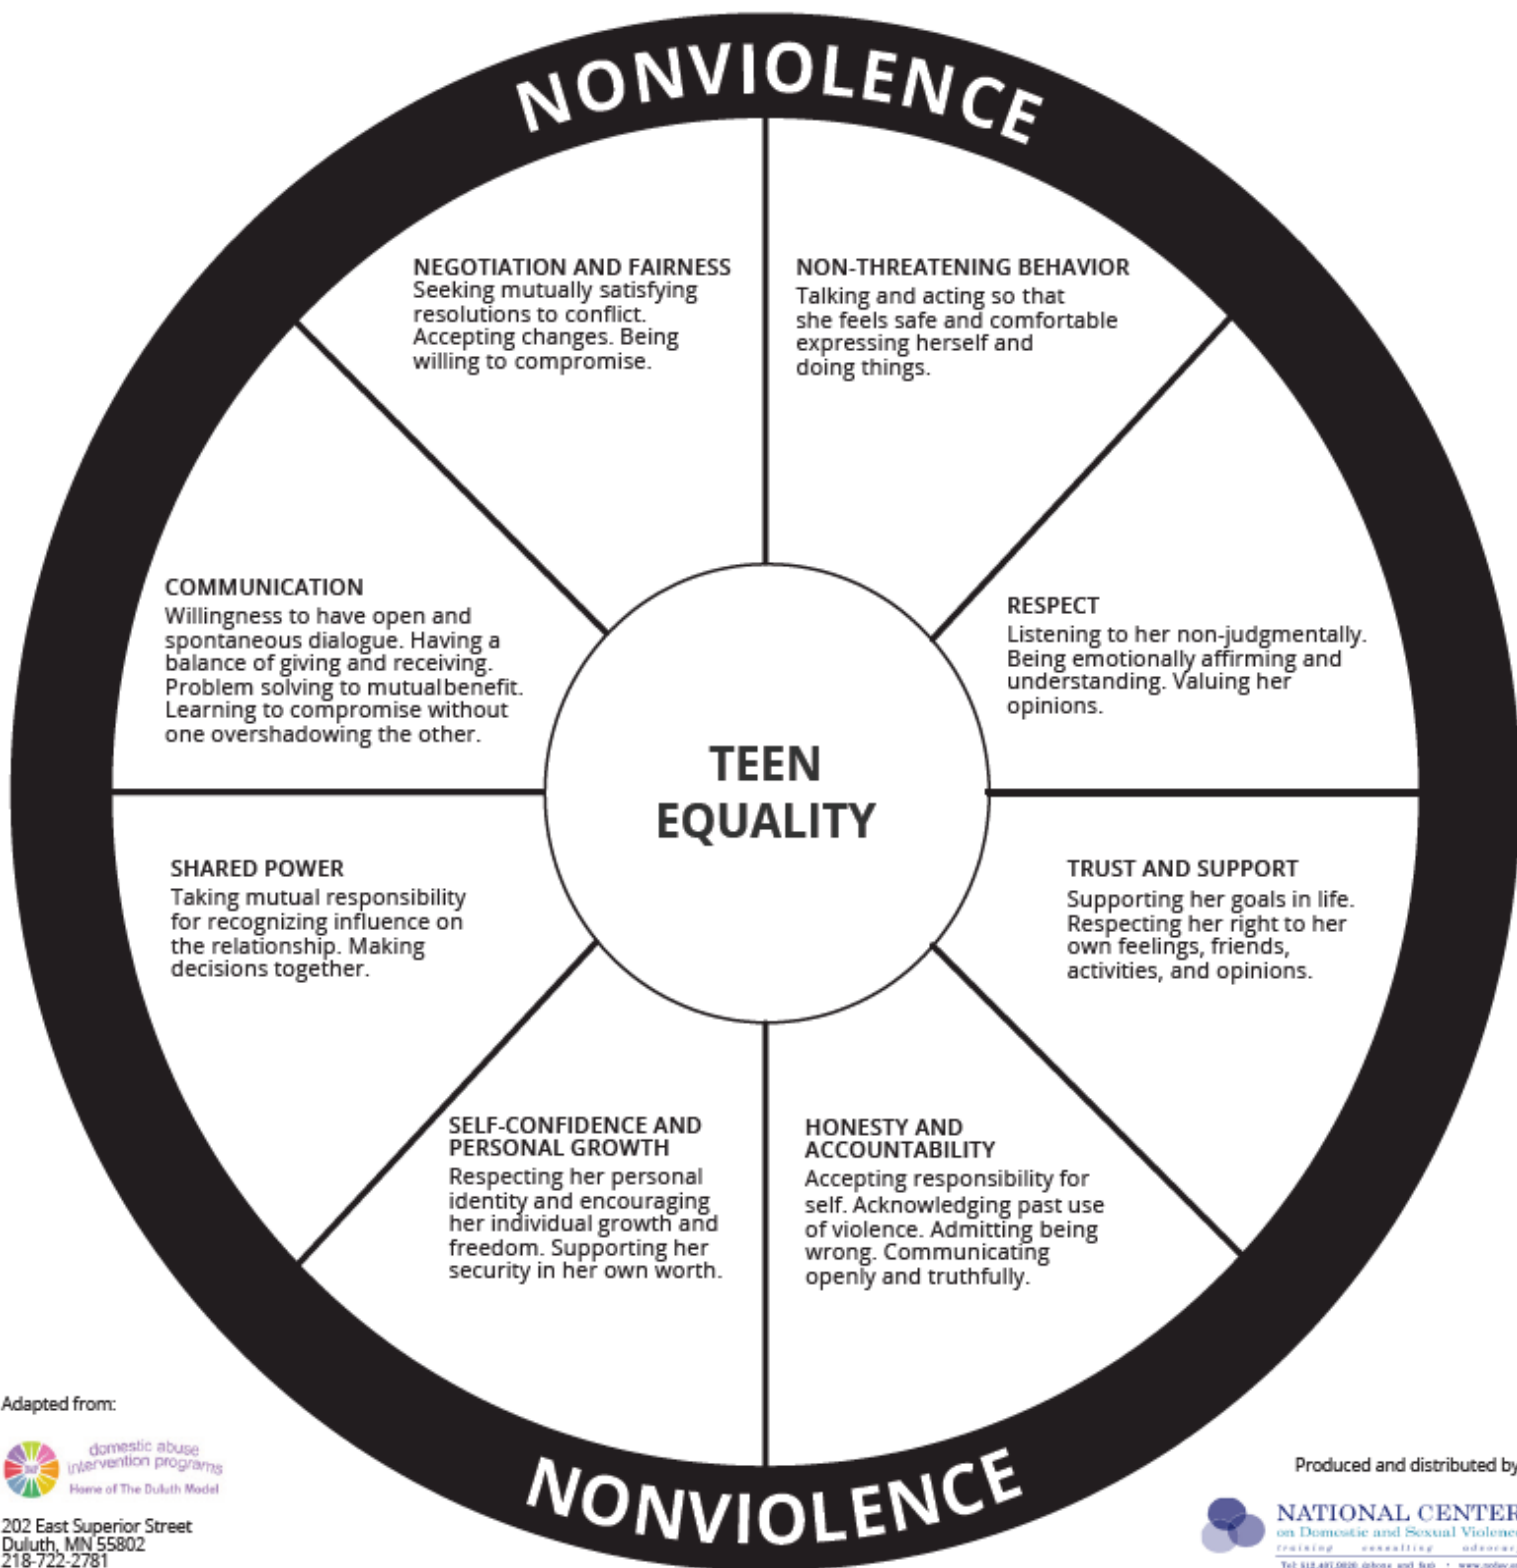 NONVIOLENCE
NEGOTIATION AND FAIRNESS
Seeking mutually satisfying
resolutions to conflict.
Accepting changes. Being
willing to compromise.
NON-THREATENING BEHAVIOR
Talking and acting so that
she feels safe and comfortable
expressing herself and
doing things.
COMMUNICATION
Willingness to have open and
spontaneous dialogue. Having a
balance of giving and receiving.
Problem solving to mutualbenefit.
Learning to compromise without
one overshadowing the other.
RESPECT
Listening to her non-judgmentally.
Being emotionally affirming and
understanding. Valuing her
opinions.
TEEN
EQUALITY
SHARED POWER
Taking mutual responsibility
for recognizing influence on
the relationship. Making
decisions together.
TRUST AND SUPPORT
Supporting her goals in life.
Respecting her right to her
own feelings, friends,
activities, and opinions.
SELF-CONFIDENCE AND
PERSONAL GROWTH
Respecting her personal
identity and encouraging
her individual growth and
freedom. Supporting her
security in her own worth.
HONESTY AND
ACCOUNTABILITY
Accepting responsibility for
self. Acknowledging past use
of violence. Admitting being
wrong. Communicating
openly and truthfully.
NONVIOLENCE
Adapted from:
domestic abuse
intervention programs
Home of The Duluth Model
202 East Superior Street
Duluth, MN 55802
218-722-2781
Produced and distributed by
NATIONAL CENTER
on Domestic and Sexual Violence
training consulting advocacy